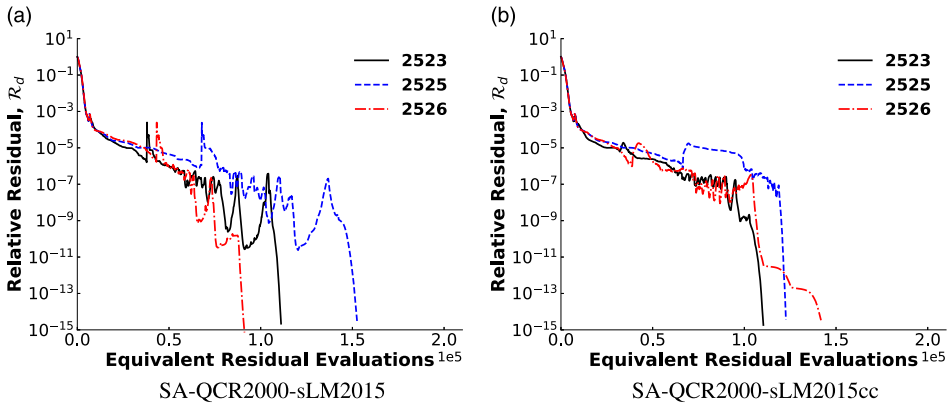 (a)
Relative Residual, R_d
10^1
10^-1
10^-3
10^-5
10^-7
10^-9
10^-11
10^-13
10^-15
2523
2525
2526
0.0 0.5 1.0 1.5 2.0
1e5
Equivalent Residual Evaluations
SA-QCR2000-sLM2015
(b)
Relative Residual, R_d
10^1
10^-1
10^-3
10^-5
10^-7
10^-9
10^-11
10^-13
10^-15
2523
2525
2526
0.0 0.5 1.0 1.5 2.0
1e5
Equivalent Residual Evaluations
SA-QCR2000-sLM2015cc